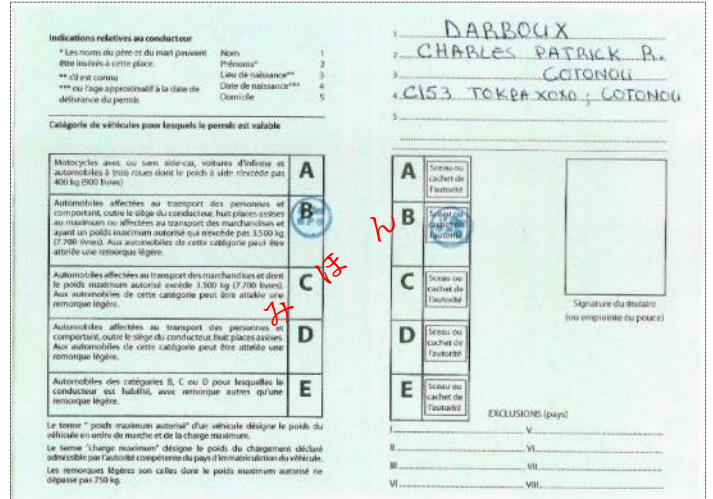 Indications relatives au conducteur
* Les noms du père et du mari peuvent
être insérés à cette place.
** s'il est connu
*** ou l'age approximatif à la date de
délivrance du permis
Nom 1
Prénoms* 2
Lieu de naissance** 3
Date de naissance*** 4
Domicile 5
Catégorie de véhicules pour lesquels le permis est valable
Motocycles avec ou sans side-car, voitures d'infirme et
automobiles à trois roues dont le poids à vide n'excède pas
400 kg (900 livres)
A
Automobiles affectées au transport des personnes et
comportant, outre le siège du conducteur, huit places assises
au maximum ou affectées au transport des marchandises et
ayant un poids maximum autorisé qui n'excède pas 3.500 kg
(7.700 livres). Aux automobiles de cette catégorie peut être
attelée une remorque légère.
B
Automobiles affectées au transport des marchandises et dont
le poids maximum autorisé excède 3.500 kg (7.700 livres).
Aux automobiles de cette catégorie peut être attelée une
remorque légère.
C
Automobiles affectées au transport des personnes et
comportant, outre le siège du conducteur, huit places assises.
Aux automobiles de cette catégorie peut être attelée une
remorque légère.
D
Automobiles des catégories B, C ou D pour lesquelles le
conducteur est habilité, avec remorque autres qu'une
remorque légère.
E
Le terme " poids maximum autorisé" d'un véhicule désigne le poids du
véhicule en ordre de marche et de la charge maximum.
Le terme "charge maximum" désigne le poids du chargement déclaré
admissible par l'autorité compétente du pays d'immatriculation du véhicule.
Les remorques légères son celles dont le poids maximum autorisé ne
dépasse pas 750 kg.
みほん
1 DARBOUX
2 CHARLES PATRICK R.
3 COTONOU
4 C153 TOKPA XOXO ; COTONOU
5
A
Sceau ou
cachet de
l'autorité
B
Sceau ou
cachet de
l'autorité
C
Sceau ou
cachet de
l'autorité
D
Sceau ou
cachet de
l'autorité
E
Sceau ou
cachet de
l'autorité
Signature du titulaire
(ou empreinte du pouce)
EXCLUSIONS (pays)
I V
II VI
III VII
VI VIII